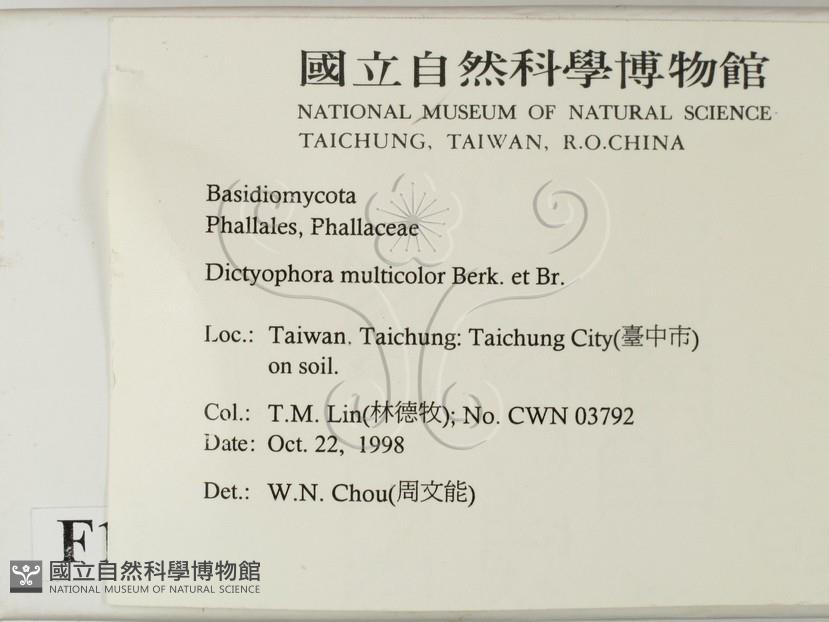 國立自然科學博物館
NATIONAL MUSEUM OF NATURAL SCIENCE
TAICHUNG, TAIWAN, R.O.CHINA
Basidiomycota
Phallales, Phallaceae
Dictyophora multicolor Berk. et Br.
Loc.: Taiwan, Taichung: Taichung City(臺中市)
on soil.
Col.: T.M. Lin(林德牧); No. CWN 03792
Date: Oct. 22, 1998
Det.: W.N. Chou(周文能)
F1
國立自然科學博物館
NATIONAL MUSEUM OF NATURAL SCIENCE